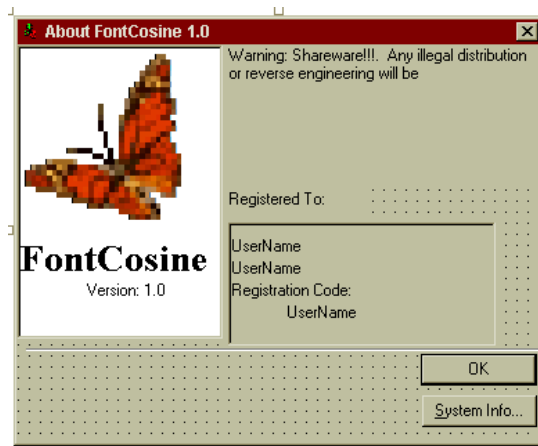 About FontCosine 1.0
Warning: Shareware!!!. Any illegal distribution
or reverse engineering will be
Registered To:
UserName
UserName
Registration Code:
UserName
FontCosine
Version: 1.0
OK
System Info...